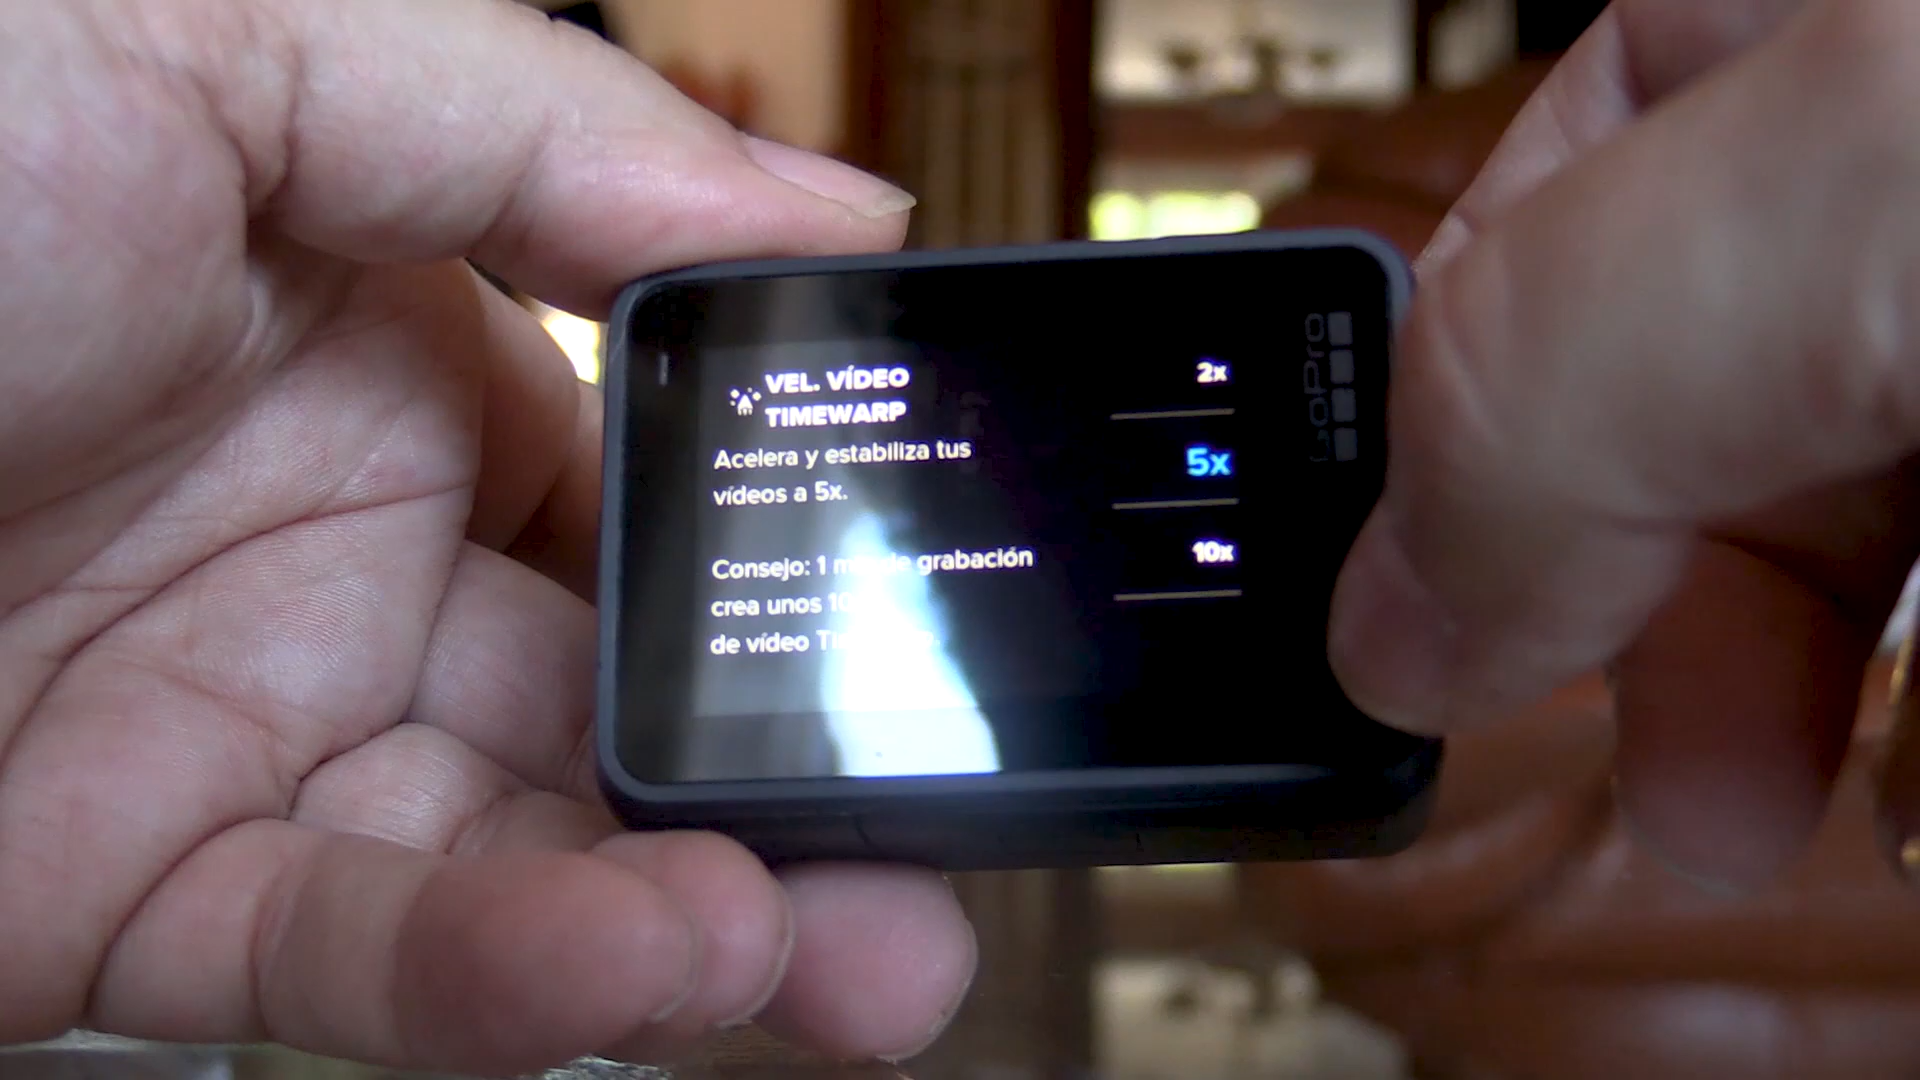 VEL. VÍDEO
TIMEWARP
Acelera y estabiliza tus
vídeos a 5x.
Consejo: 1 de grabación
crea unos
de vídeo
2x
5x
10x
GoPro